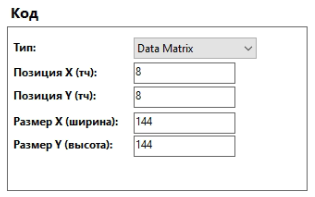 Код
Тип: Data Matrix
Позиция X (тч): 8
Позиция Y (тч): 8
Размер X (ширина): 144
Размер Y (высота): 144